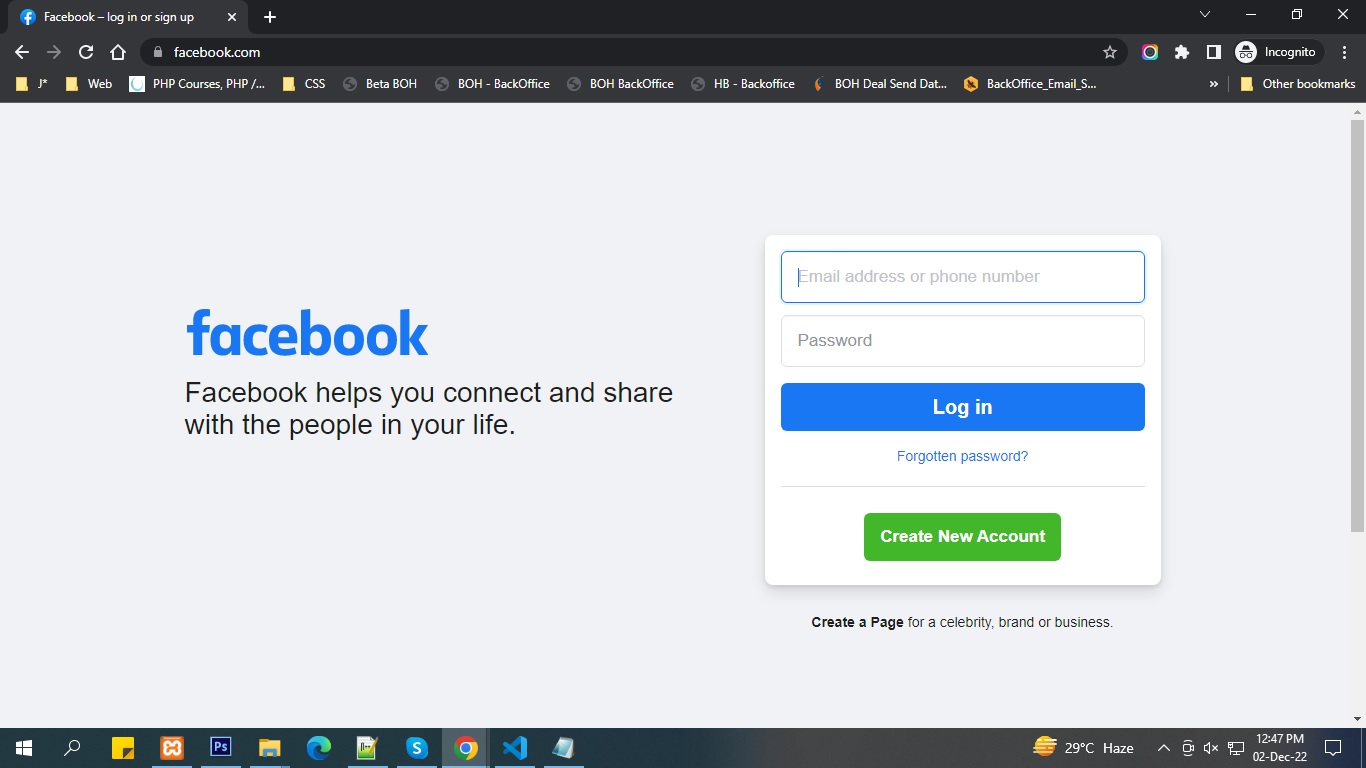 Facebook – log in or sign up
facebook.com
Incognito
J*
Web
PHP Courses, PHP /...
CSS
Beta BOH
BOH - BackOffice
BOH BackOffice
HB - Backoffice
BOH Deal Send Dat...
BackOffice_Email_S...
»
Other bookmarks
facebook
Facebook helps you connect and share
with the people in your life.
Email address or phone number
Password
Log in
Forgotten password?
Create New Account
Create a Page for a celebrity, brand or business.
Ps
29°C Haze
12:47 PM
02-Dec-22